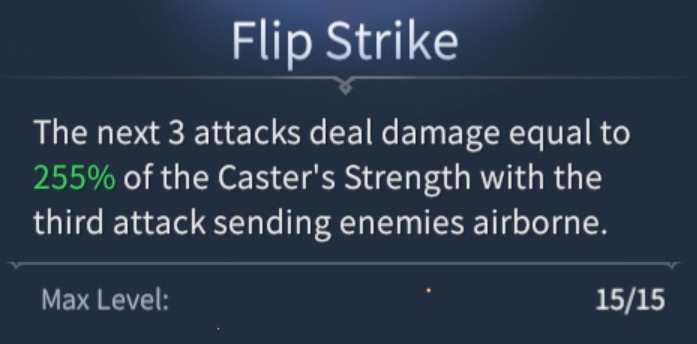 Flip Strike
The next 3 attacks deal damage equal to
255% of the Caster's Strength with the
third attack sending enemies airborne.
Max Level: 15/15